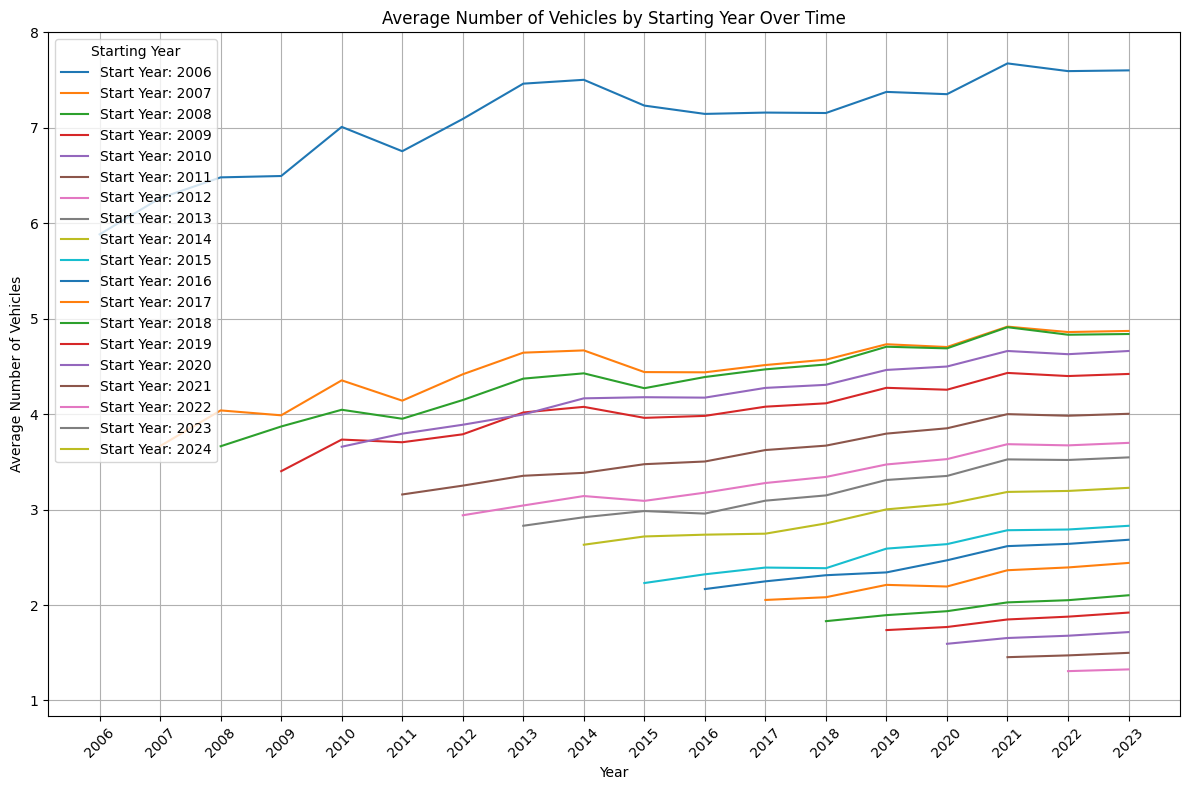 Average Number of Vehicles by Starting Year Over Time
8
7
6
5
4
3
2
1
Average Number of Vehicles
Starting Year
Start Year: 2006
Start Year: 2007
Start Year: 2008
Start Year: 2009
Start Year: 2010
Start Year: 2011
Start Year: 2012
Start Year: 2013
Start Year: 2014
Start Year: 2015
Start Year: 2016
Start Year: 2017
Start Year: 2018
Start Year: 2019
Start Year: 2020
Start Year: 2021
Start Year: 2022
Start Year: 2023
Start Year: 2024
2006
2007
2008
2009
2010
2011
2012
2013
2014
2015
2016
2017
2018
2019
2020
2021
2022
2023
Year